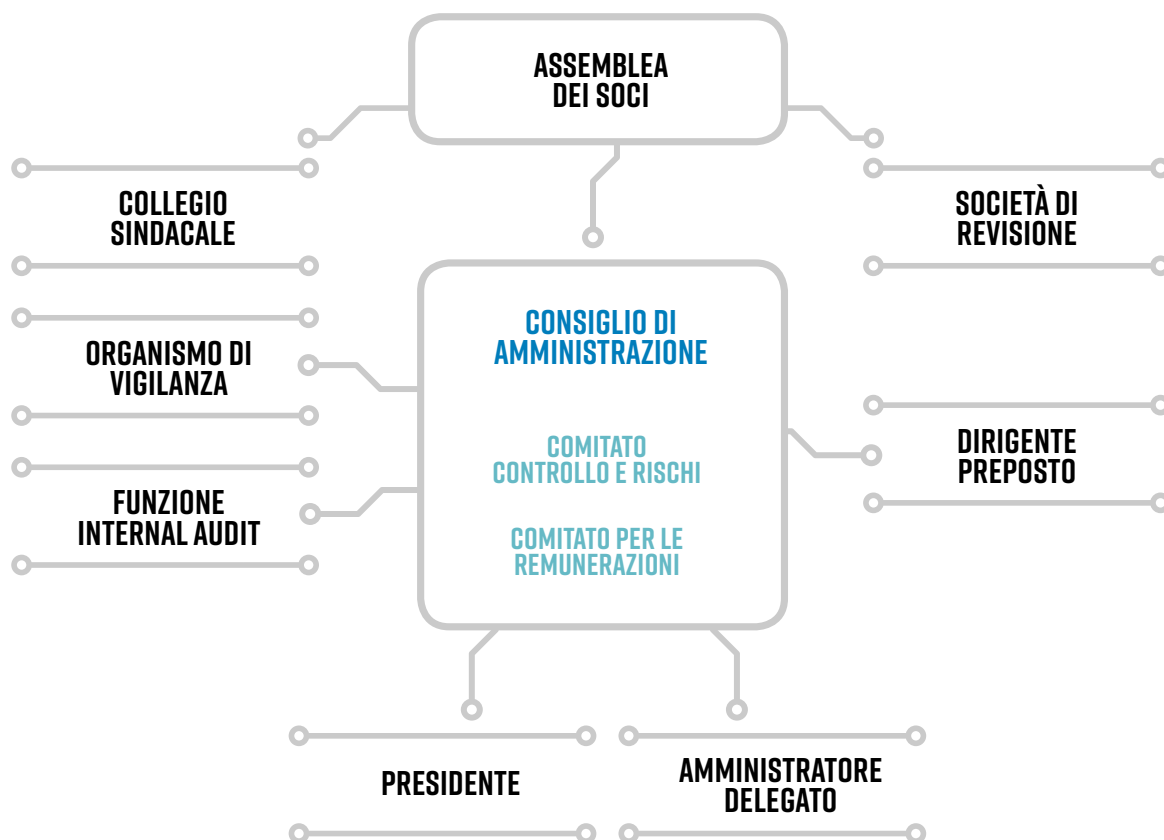 ASSEMBLEA
DEI SOCI
COLLEGIO
SINDACALE
SOCIETÀ DI
REVISIONE
CONSIGLIO DI
AMMINISTRAZIONE
ORGANISMO DI
VIGILANZA
COMITATO
CONTROLLO E RISCHI
DIRIGENTE
PREPOSTO
FUNZIONE
INTERNAL AUDIT
COMITATO PER LE
REMUNERAZIONI
PRESIDENTE
AMMINISTRATORE
DELEGATO